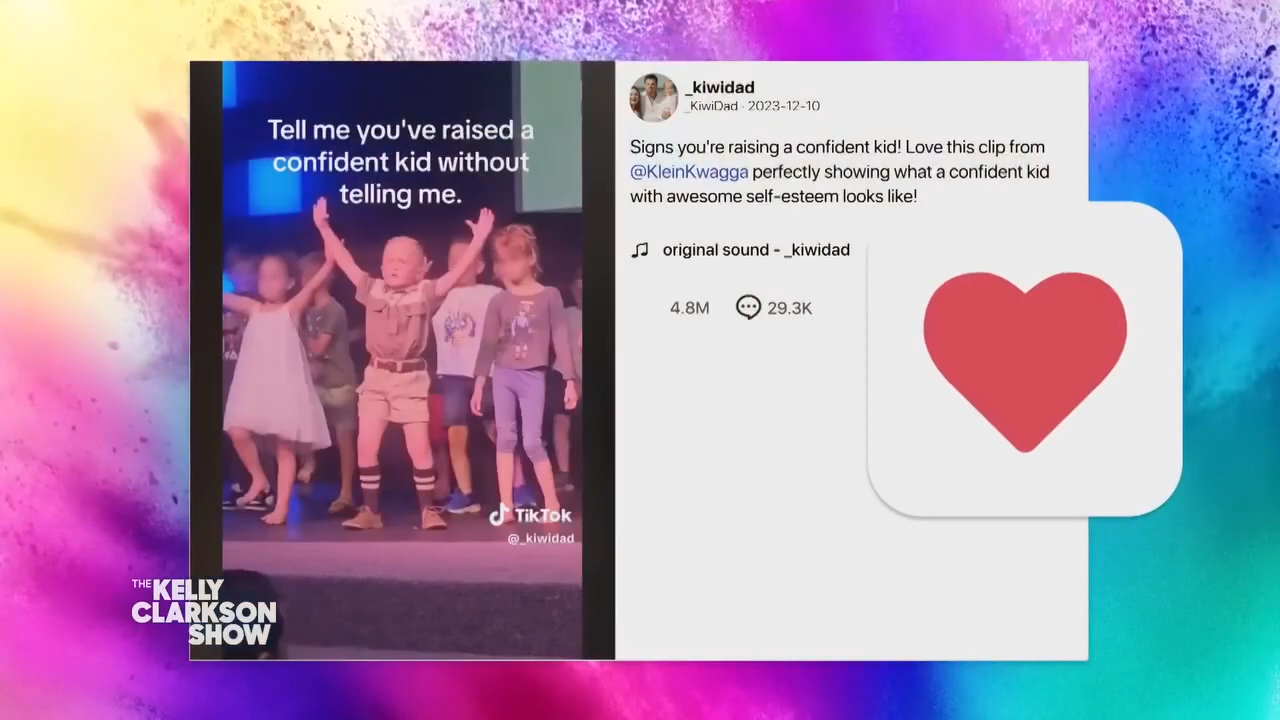 Tell me you've raised a
confident kid without
telling me.
TikTok
@_kiwidad
_kiwidad
_KiwiDad · 2023-12-10
Signs you're raising a confident kid! Love this clip from
@KleinKwagga perfectly showing what a confident kid
with awesome self-esteem looks like!
original sound - _kiwidad
4.8M 29.3K
THE KELLY
CLARKSON
SHOW